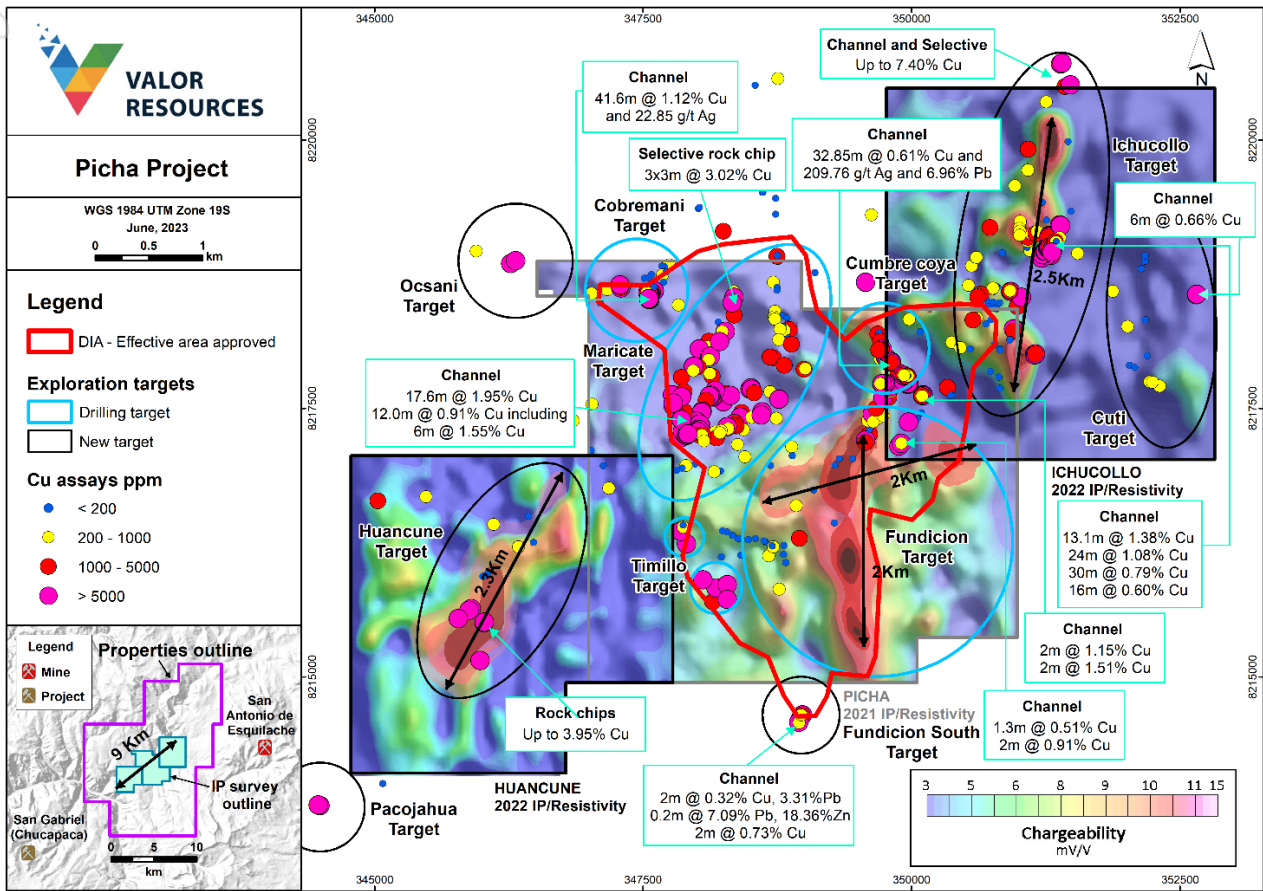 VALOR
RESOURCES
Picha Project
WGS 1984 UTM Zone 19S
June, 2023
0 0.5 1
km
Legend
DIA - Effective area approved
Exploration targets
Drilling target
New target
Cu assays ppm
< 200
200 - 1000
1000 - 5000
> 5000
Legend
Mine
Project
Properties outline
San
Antonio de
Esquilache
9 Km
IP survey
outline
San Gabriel
(Chucapaca)
0 5 10
km
345000
347500
350000
352500
8220000
8217500
8215000
N
Channel and Selective
Up to 7.40% Cu
Channel
41.6m @ 1.12% Cu
and 22.85 g/t Ag
Selective rock chip
3x3m @ 3.02% Cu
Channel
32.85m @ 0.61% Cu and
209.76 g/t Ag and 6.96% Pb
Ichucollo
Target
Channel
6m @ 0.66% Cu
Cobremani
Target
Ocsani
Target
Cumbre coya
Target
2.5Km
Maricate
Target
Channel
17.6m @ 1.95% Cu
12.0m @ 0.91% Cu including
6m @ 1.55% Cu
Cuti
Target
ICHUCOLLO
2022 IP/Resistivity
2Km
Huancune
Target
2.3Km
Timillo
Target
Fundicion
Target
2Km
Channel
13.1m @ 1.38% Cu
24m @ 1.08% Cu
30m @ 0.79% Cu
16m @ 0.60% Cu
Channel
2m @ 1.15% Cu
2m @ 1.51% Cu
Channel
1.3m @ 0.51% Cu
2m @ 0.91% Cu
Rock chips
Up to 3.95% Cu
PICHA
2021 IP/Resistivity
Fundicion South
Target
HUANCUNE
2022 IP/Resistivity
Pacojahua
Target
Channel
2m @ 0.32% Cu, 3.31%Pb
0.2m @ 7.09% Pb, 18.36%Zn
2m @ 0.73% Cu
3 5 6 8 9 10 11 15
Chargeability
mV/V
345000
347500
350000
352500